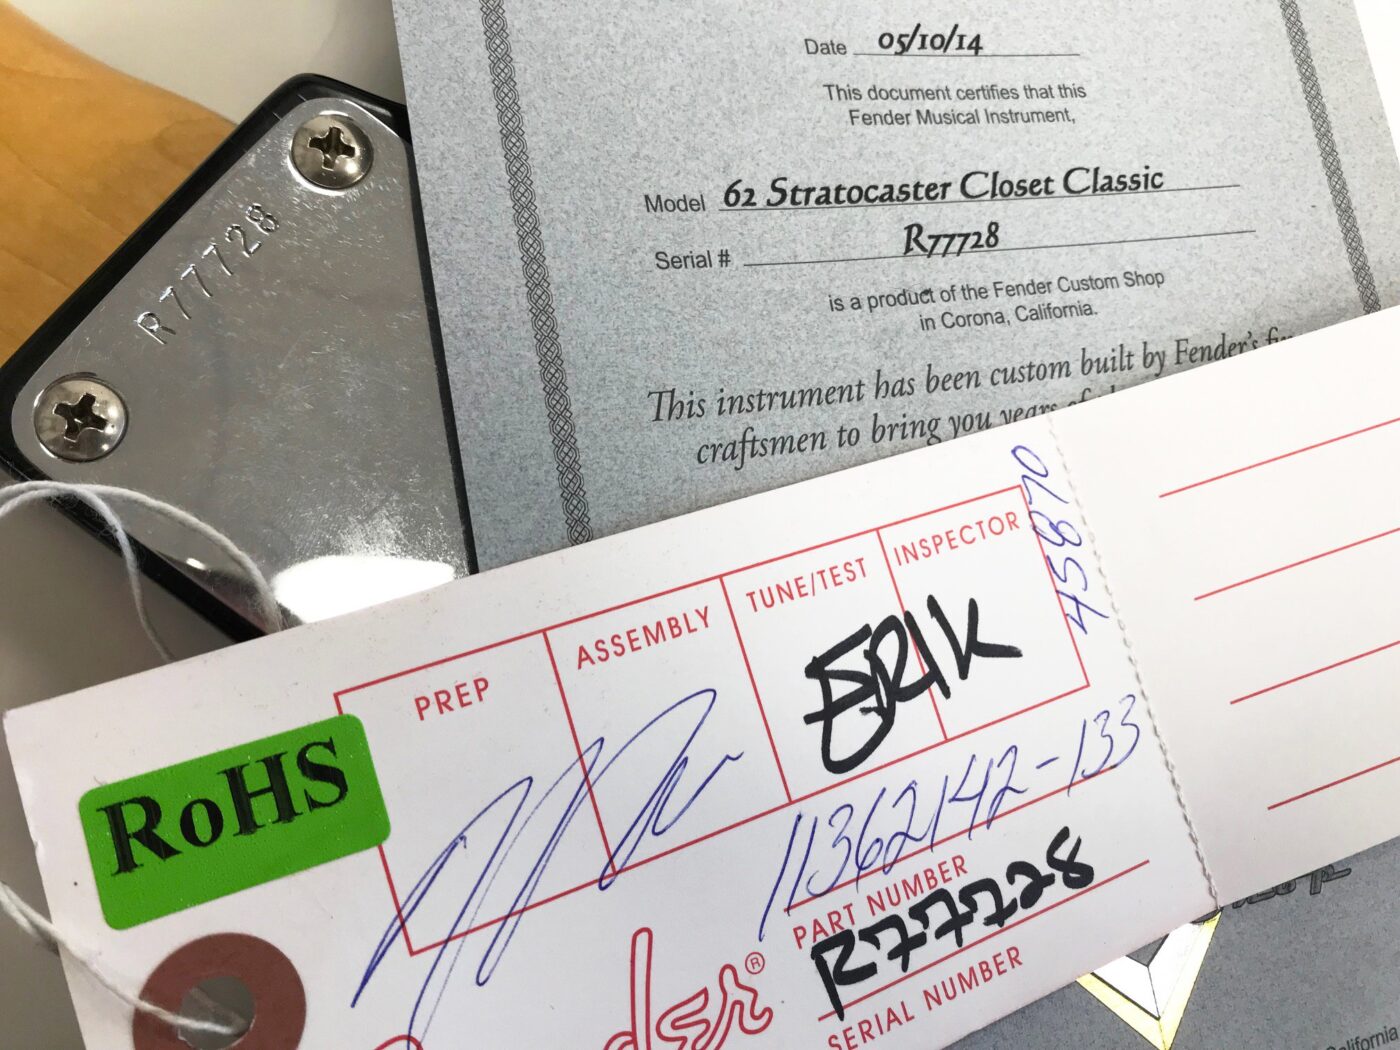 R77728
Date 05/10/14
This document certifies that this
Fender Musical Instrument,
Model 62 Stratocaster Closet Classic
Serial # R77728
is a product of the Fender Custom Shop
in Corona, California.
This instrument has been custom built by Fender's
craftsmen to bring you years of
PREP
ASSEMBLY
TUNE/TEST
INSPECTOR
45870
ERIK
RoHS
11362142-133
PART NUMBER
R77728
SERIAL NUMBER
®
California